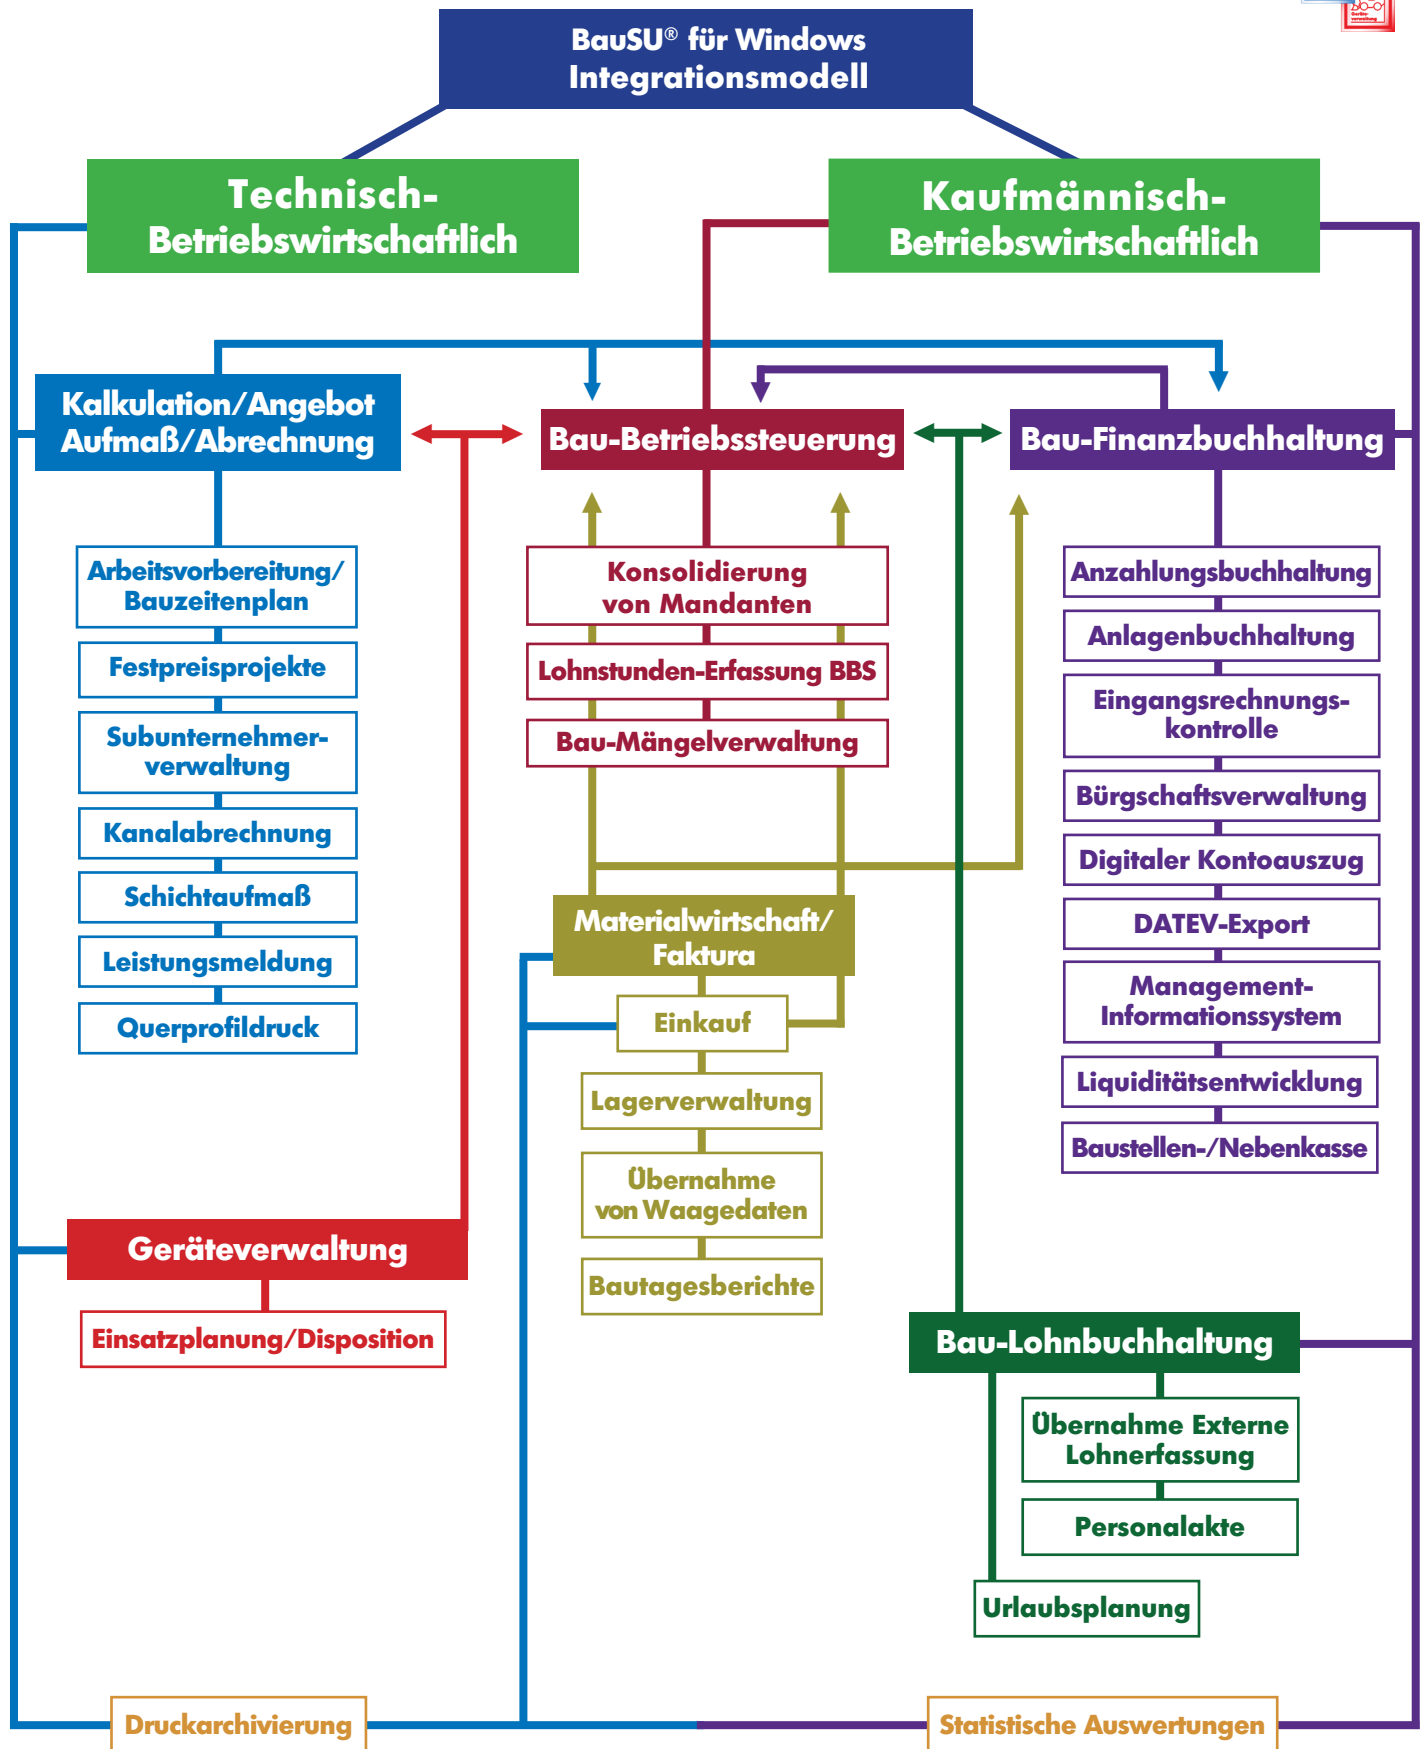 Geräte-
verwaltung
BauSU® für Windows
Integrationsmodell
Technisch-
Betriebswirtschaftlich
Kaufmännisch-
Betriebswirtschaftlich
Kalkulation/Angebot
Aufmaß/Abrechnung
Arbeitsvorbereitung/
Bauzeitenplan
Festpreisprojekte
Subunternehmer-
verwaltung
Kanalabrechnung
Schichtaufmaß
Leistungsmeldung
Querprofildruck
Geräteverwaltung
Einsatzplanung/Disposition
Bau-Betriebssteuerung
Konsolidierung
von Mandanten
Lohnstunden-Erfassung BBS
Bau-Mängelverwaltung
Materialwirtschaft/
Faktura
Einkauf
Lagerverwaltung
Übernahme
von Waagedaten
Bautagesberichte
Bau-Finanzbuchhaltung
Anzahlungsbuchhaltung
Anlagenbuchhaltung
Eingangsrechnungs-
kontrolle
Bürgschaftsverwaltung
Digitaler Kontoauszug
DATEV-Export
Management-
Informationssystem
Liquiditätsentwicklung
Baustellen-/Nebenkasse
Bau-Lohnbuchhaltung
Übernahme Externe
Lohnerfassung
Personalakte
Urlaubsplanung
Druckarchivierung
Statistische Auswertungen